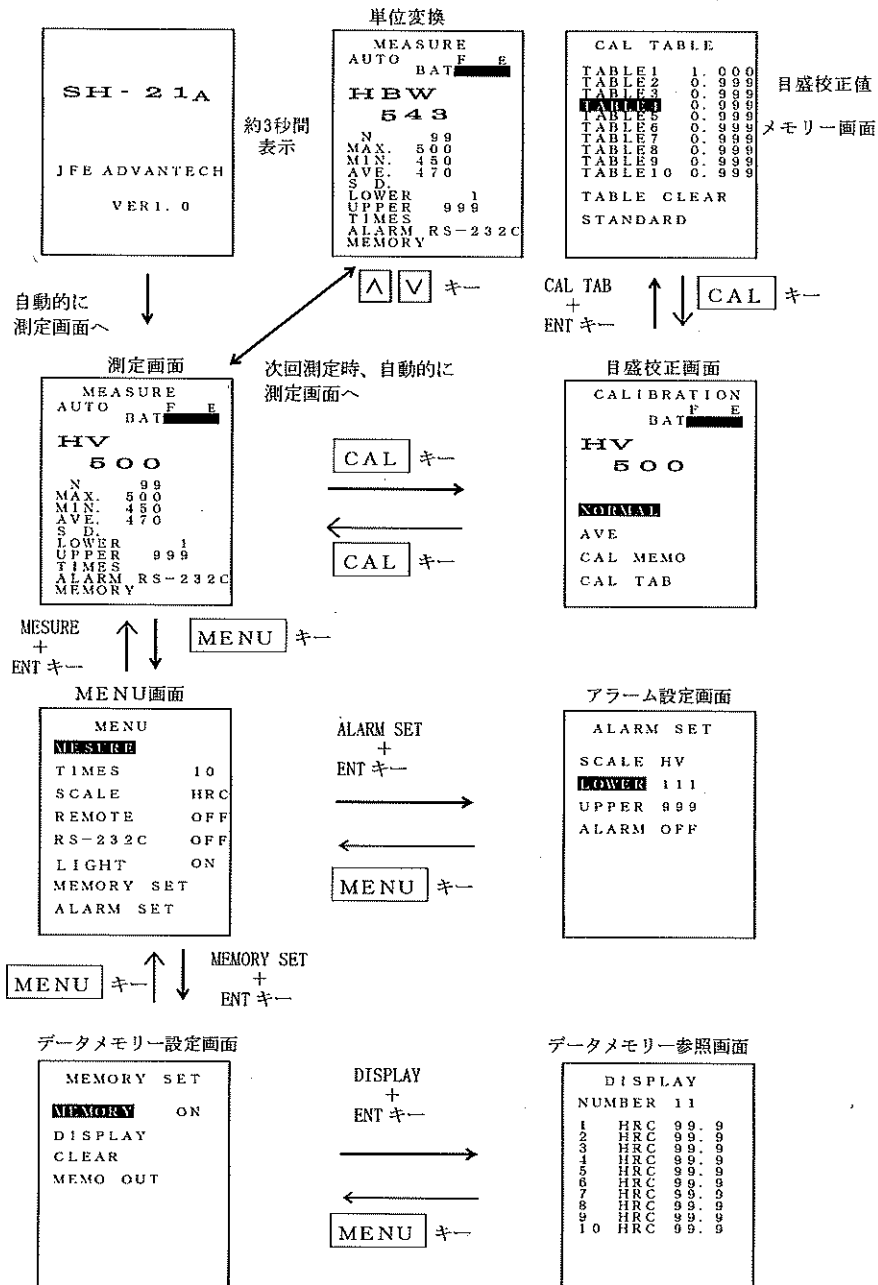 単位変換
SH-21A
JFE ADVANTECH
VER1. 0
約3秒間
表示
MEASURE
AUTO F E
BAT
HBW
543
N 99
MAX. 500
MIN. 450
AVE. 470
S D.
LOWER 1
UPPER 999
TIMES
ALARM RS-232C
MEMORY
CAL TABLE
TABLE1 1. 000
TABLE2 0. 999
TABLE3 0. 999
TABLE4 0. 999
TABLE5 0. 999
TABLE6 0. 999
TABLE7 0. 999
TABLE8 0. 999
TABLE9 0. 999
TABLE10 0. 999
TABLE CLEAR
STANDARD
目盛校正値
メモリー画面
自動的に
測定画面へ
∧ ∨ キー
CAL TAB
+
ENT キー
CAL キー
測定画面
MEASURE
AUTO F E
BAT
HV
500
N 99
MAX. 500
MIN. 450
AVE. 470
S D.
LOWER 1
UPPER 999
TIMES
ALARM RS-232C
MEMORY
次回測定時、自動的に
測定画面へ
CAL キー
CAL キー
目盛校正画面
CALIBRATION
F E
BAT
HV
500
NORMAL
AVE
CAL MEMO
CAL TAB
MESURE
+
ENT キー
MENU キー
MENU画面
MENU
MESURE
TIMES 10
SCALE HRC
REMOTE OFF
RS-232C OFF
LIGHT ON
MEMORY SET
ALARM SET
ALARM SET
+
ENT キー
MENU キー
アラーム設定画面
ALARM SET
SCALE HV
LOWER 111
UPPER 999
ALARM OFF
MENU キー
MEMORY SET
+
ENT キー
データメモリー設定画面
MEMORY SET
MEMORY ON
DISPLAY
CLEAR
MEMO OUT
DISPLAY
+
ENT キー
MENU キー
データメモリー参照画面
DISPLAY
NUMBER 11
1 HRC 99. 9
2 HRC 99. 9
3 HRC 99. 9
4 HRC 99. 9
5 HRC 99. 9
6 HRC 99. 9
7 HRC 99. 9
8 HRC 99. 9
9 HRC 99. 9
10 HRC 99. 9